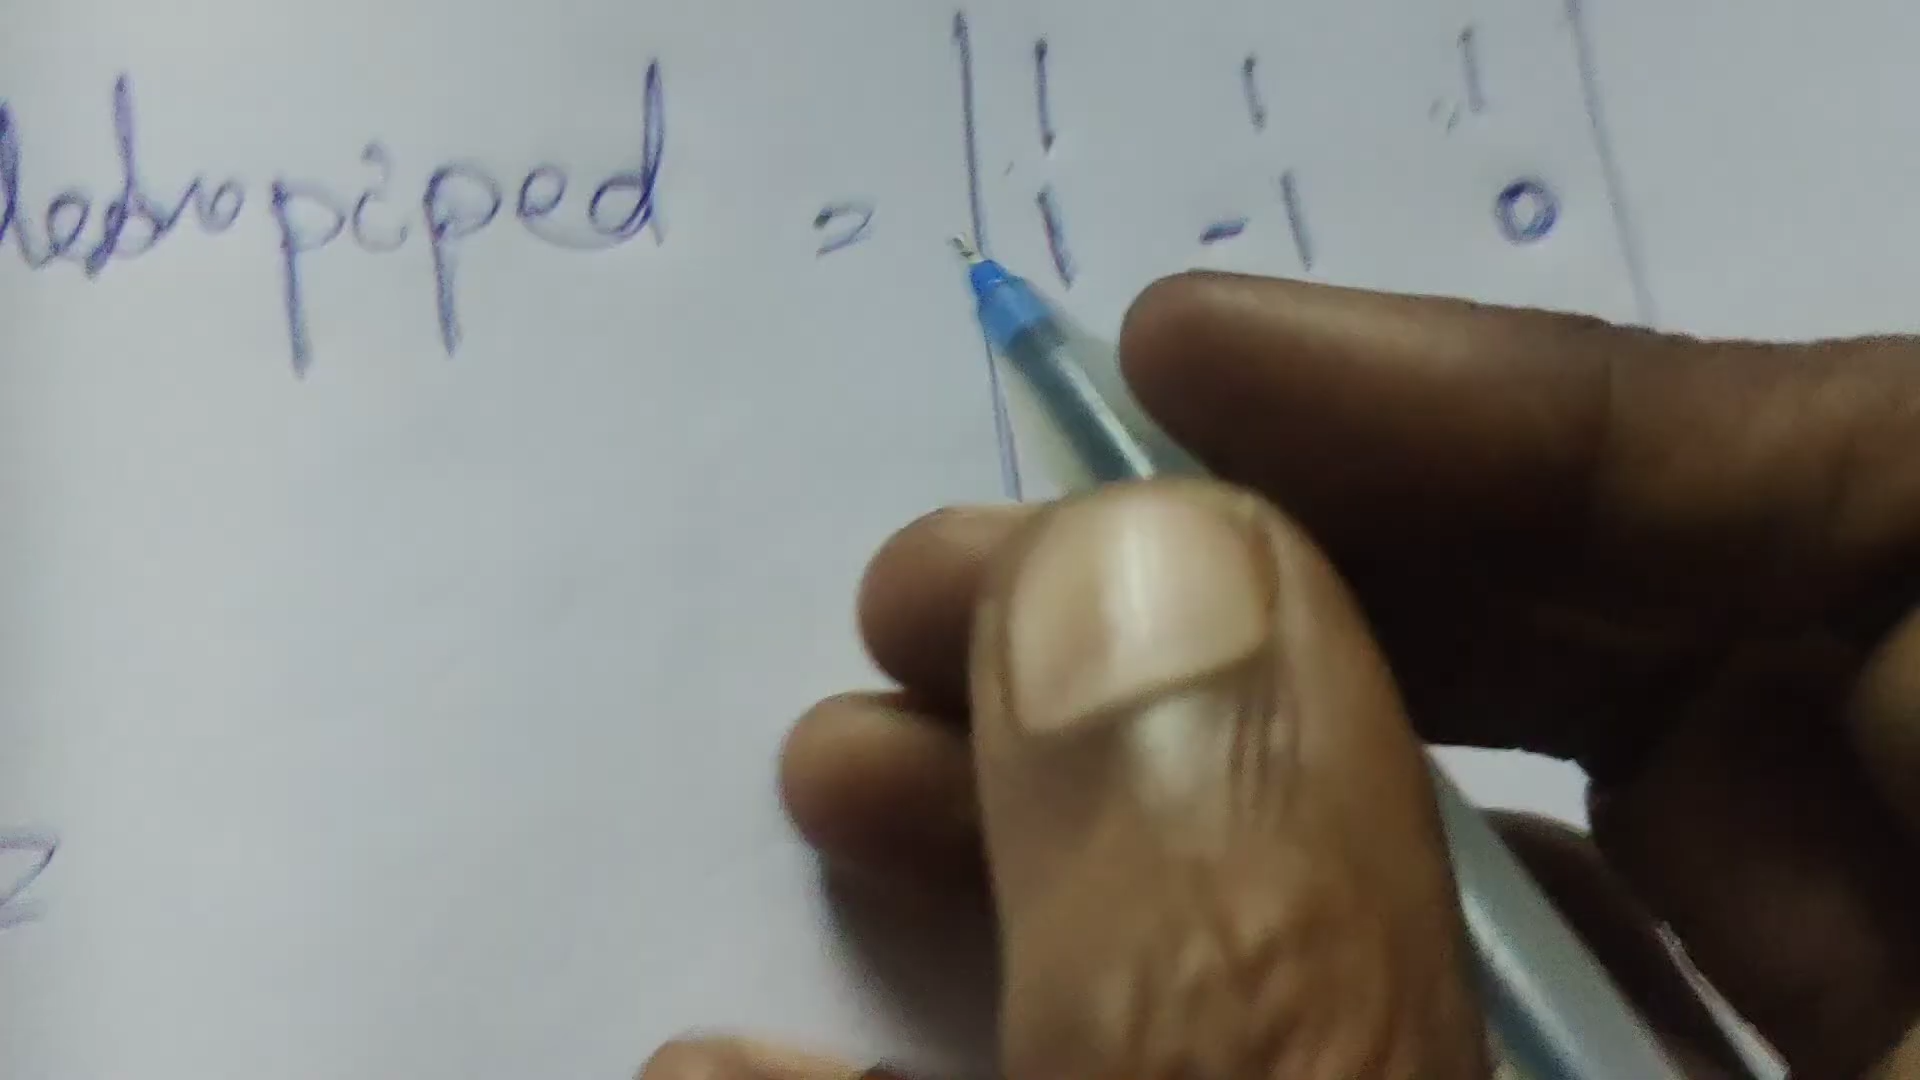 lelopiped = | 1 1 1 |
1 -1 0